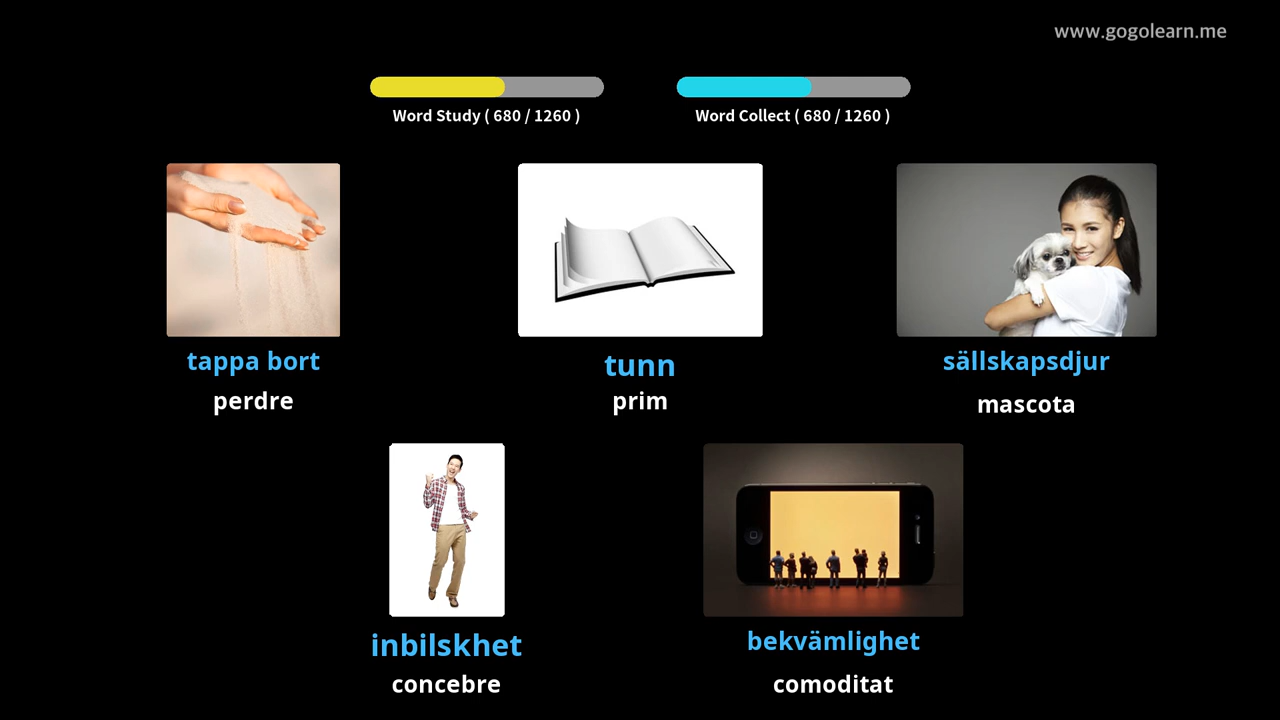 www.gogolearn.me
Word Study ( 680 / 1260 )
Word Collect ( 680 / 1260 )
tappa bort
perdre
tunn
prim
sällskapsdjur
mascota
inbilskhet
concebre
bekvämlighet
comoditat